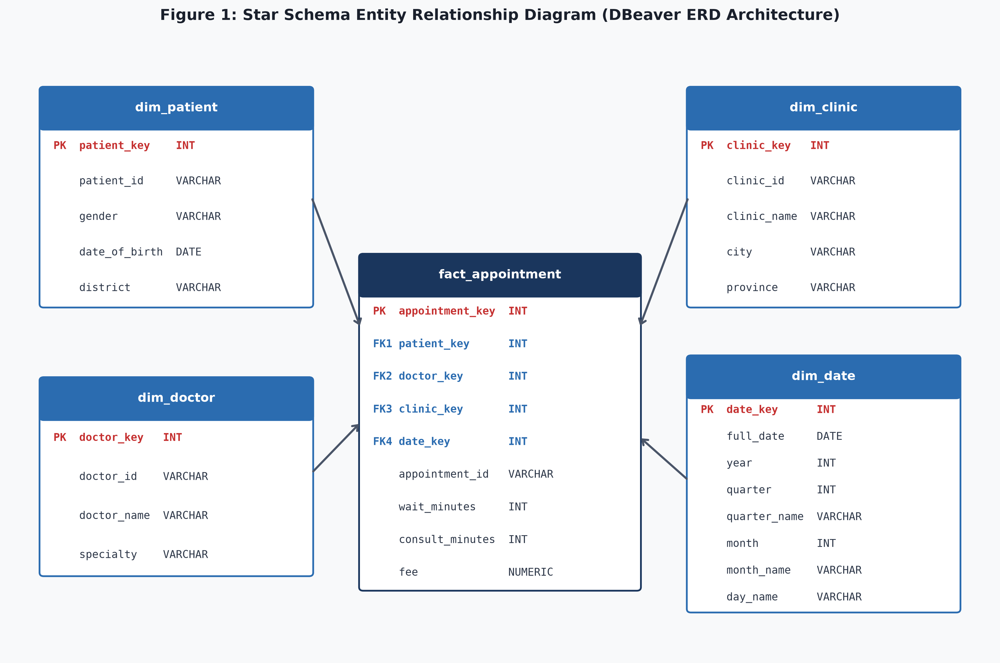 Figure 1: Star Schema Entity Relationship Diagram (DBeaver ERD Architecture)
dim_patient
PK patient_key INT
patient_id VARCHAR
gender VARCHAR
date_of_birth DATE
district VARCHAR
dim_clinic
PK clinic_key INT
clinic_id VARCHAR
clinic_name VARCHAR
city VARCHAR
province VARCHAR
fact_appointment
PK appointment_key INT
FK1 patient_key INT
FK2 doctor_key INT
FK3 clinic_key INT
FK4 date_key INT
appointment_id VARCHAR
wait_minutes INT
consult_minutes INT
fee NUMERIC
dim_doctor
PK doctor_key INT
doctor_id VARCHAR
doctor_name VARCHAR
specialty VARCHAR
dim_date
PK date_key INT
full_date DATE
year INT
quarter INT
quarter_name VARCHAR
month INT
month_name VARCHAR
day_name VARCHAR